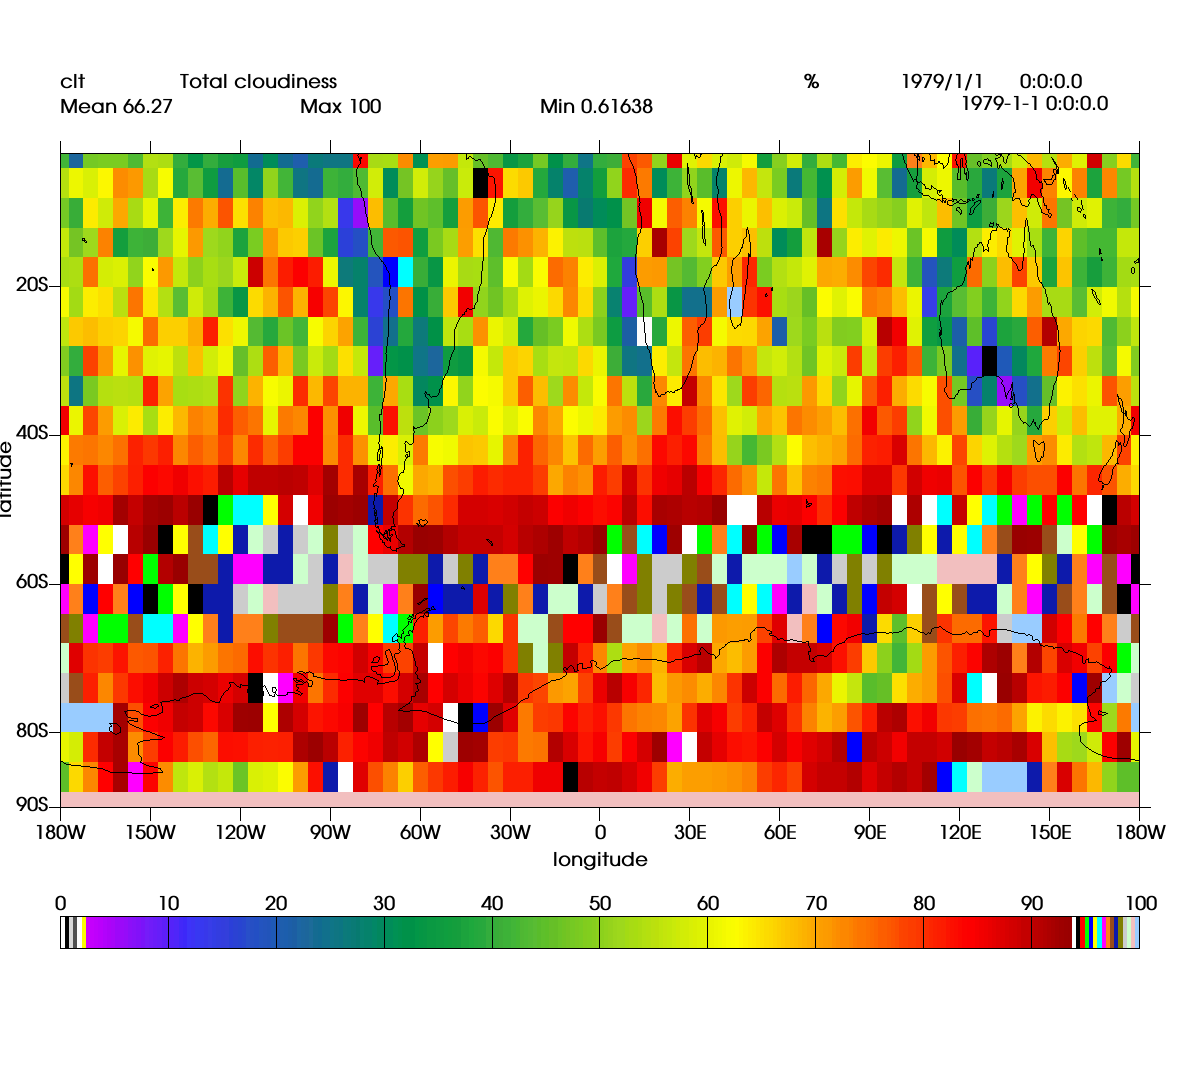 clt Total cloudiness % 1979/1/1 0:0:0.0
Mean 66.27 Max 100 Min 0.61638 1979-1-1 0:0:0.0
20S
40S
latitude
60S
80S
90S
180W 150W 120W 90W 60W 30W 0 30E 60E 90E 120E 150E 180W
longitude
0 10 20 30 40 50 60 70 80 90 100